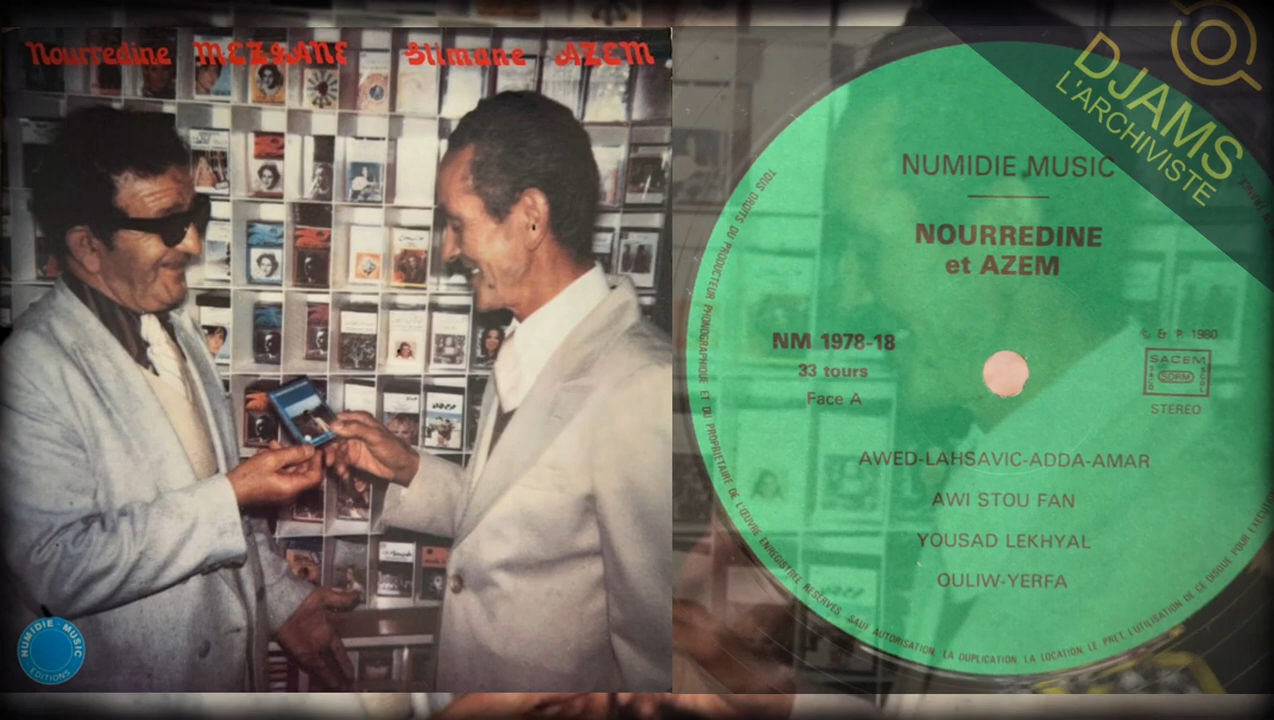 Nourredine MEZIANE Slimane AZEM
NUMIDIE - MUSIC
EDITIONS
DJAMS
L'ARCHIVISTE
NUMIDIE MUSIC
NOURREDINE
et AZEM
NM 1978-18
33 tours
Face A
© & ℗ 1980
SACEM
SDRM
STEREO
AWED-LAHSAVIC-ADDA-AMAR
AWI STOU FAN
YOUSAD LEKHYAL
OULIW-YERFA
TOUS DROITS DU PRODUCTEUR PHONOGRAPHIQUE ET DU PROPRIETAIRE DE L'ŒUVRE ENREGISTREE RESERVES. SAUF AUTORISATION, LA DUPLICATION, LA LOCATION, LE PRET, L'UTILISATION DE CE DISQUE POUR